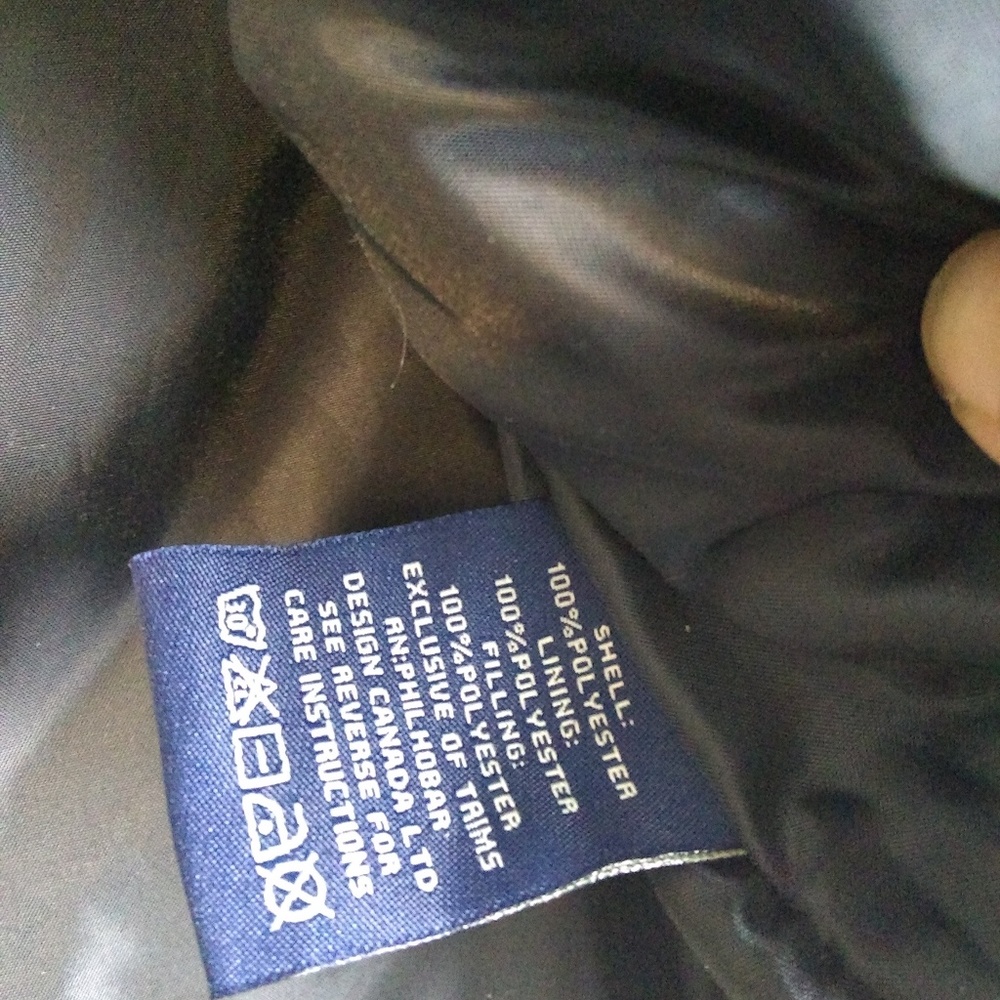 SHELL:
100%POLYESTER
LINING:
100%POLYESTER
FILLING:
100%POLYESTER
EXCLUSIVE OF TRIMS
RN:PHILHOBAR
DESIGN CANADA LTD
SEE REVERSE FOR
CARE INSTRUCTIONS
30°